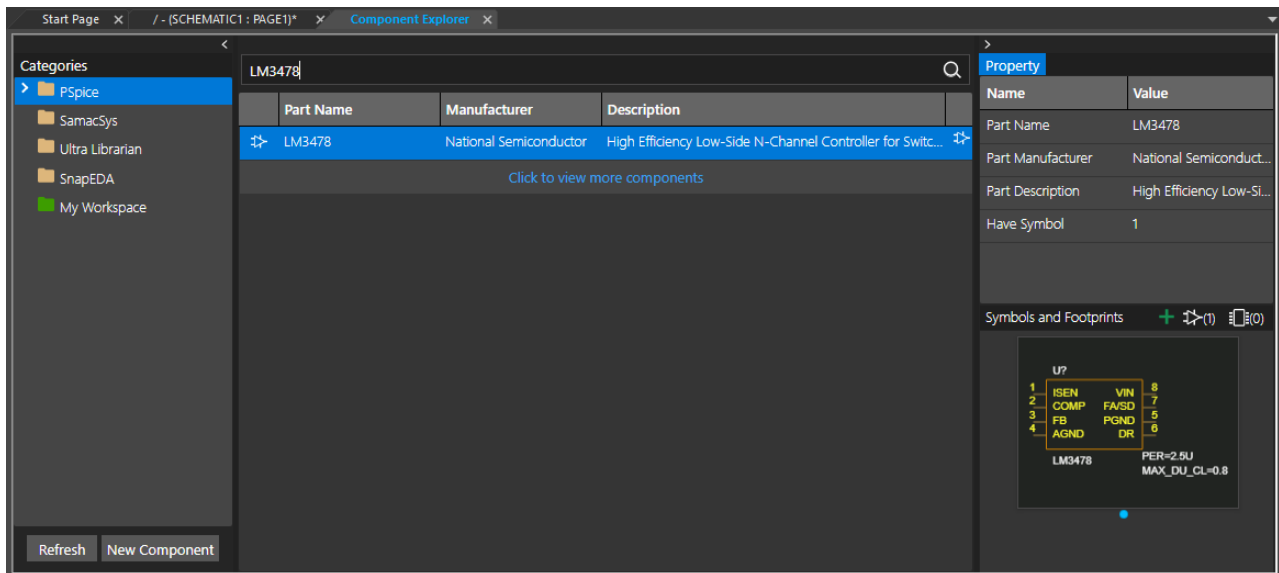 Start Page X / - (SCHEMATIC1 : PAGE1)* X Component Explorer X
Categories
PSpice
SamacSys
Ultra Librarian
SnapEDA
My Workspace
Refresh New Component
LM3478
Part Name Manufacturer Description
LM3478 National Semiconductor High Efficiency Low-Side N-Channel Controller for Switc...
Click to view more components
Property
Name Value
Part Name LM3478
Part Manufacturer National Semiconduct...
Part Description High Efficiency Low-Si...
Have Symbol 1
Symbols and Footprints (1) (0)
U?
1 ISEN VIN 8
2 COMP FA/SD 7
3 FB PGND 5
4 AGND DR 6
LM3478 PER=2.5U
MAX_DU_CL=0.8